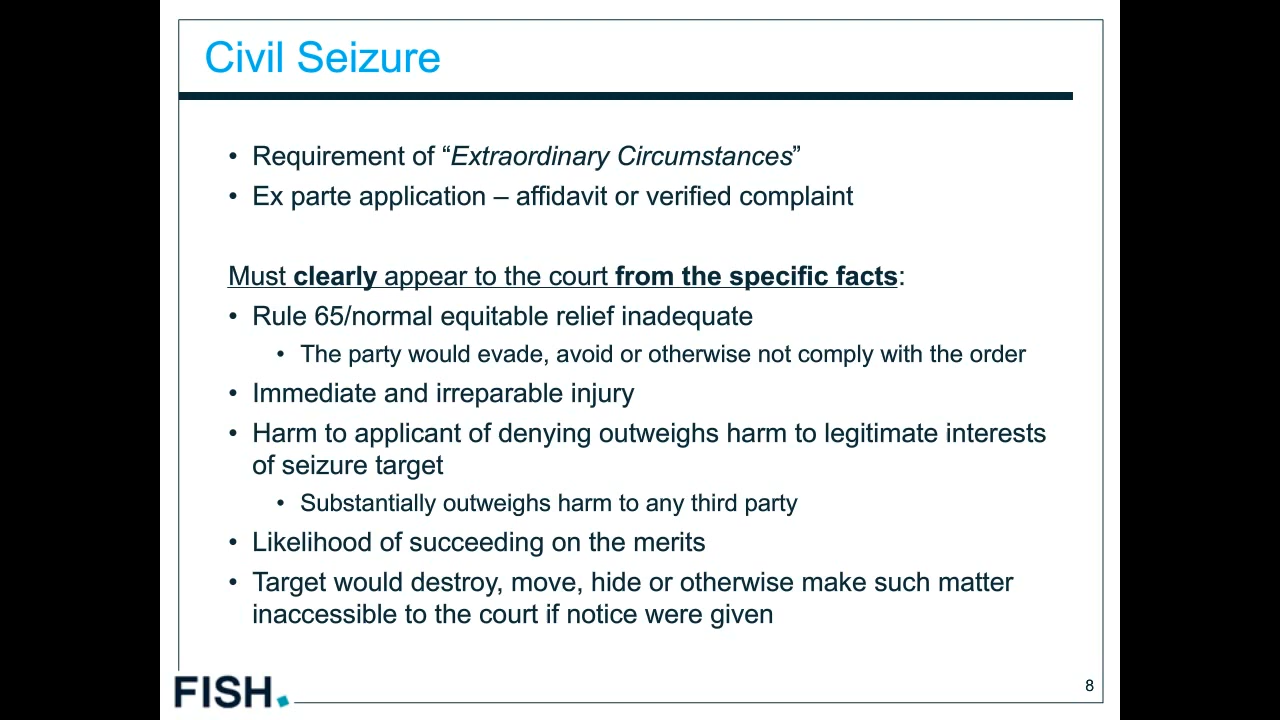 Civil Seizure
• Requirement of “Extraordinary Circumstances”
• Ex parte application – affidavit or verified complaint
Must clearly appear to the court from the specific facts:
• Rule 65/normal equitable relief inadequate
• The party would evade, avoid or otherwise not comply with the order
• Immediate and irreparable injury
• Harm to applicant of denying outweighs harm to legitimate interests
of seizure target
• Substantially outweighs harm to any third party
• Likelihood of succeeding on the merits
• Target would destroy, move, hide or otherwise make such matter
inaccessible to the court if notice were given
FISH.
8